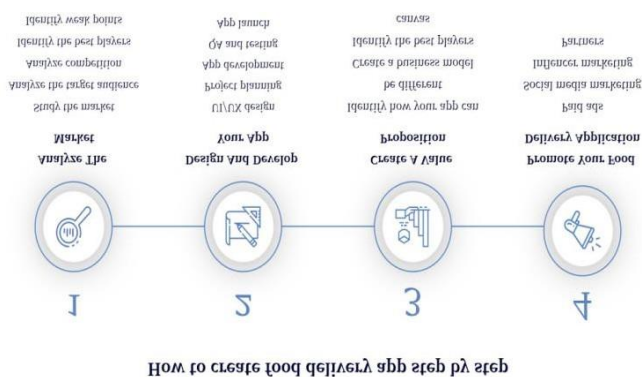 How to create food delivery app step by step
1
Analyze The
Market
Study the market
Analyze the target audience
Analyze competition
Identify the best players
Identify weak points
2
Design And Develop
Your App
UI/UX design
Project planning
App development
QA and testing
App launch
3
Create A Value
Proposition
Identify how your app can
be different
Create a business model
Identify the best players
canvas
4
Promote Your Food
Delivery Application
Paid ads
Social media marketing
Influencer marketing
Partners